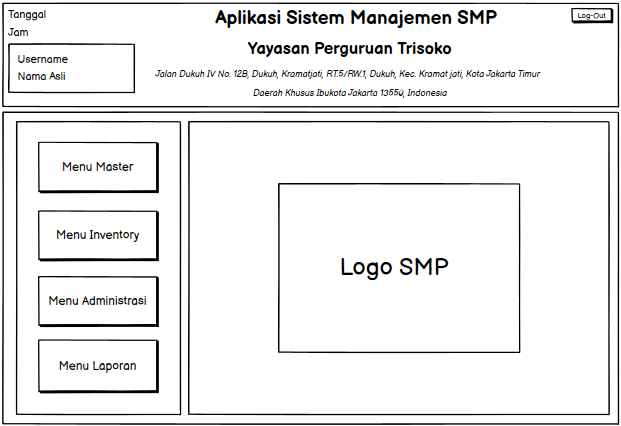 Tanggal
Jam
Username
Nama Asli
Aplikasi Sistem Manajemen SMP
Yayasan Perguruan Trisoko
Jalan Dukuh IV No. 12B, Dukuh, Kramatjati, RT.5/RW.1, Dukuh, Kec. Kramat jati, Kota Jakarta Timur
Daerah Khusus Ibukota Jakarta 13550, Indonesia
Log-Out
Menu Master
Menu Inventory
Menu Administrasi
Menu Laporan
Logo SMP